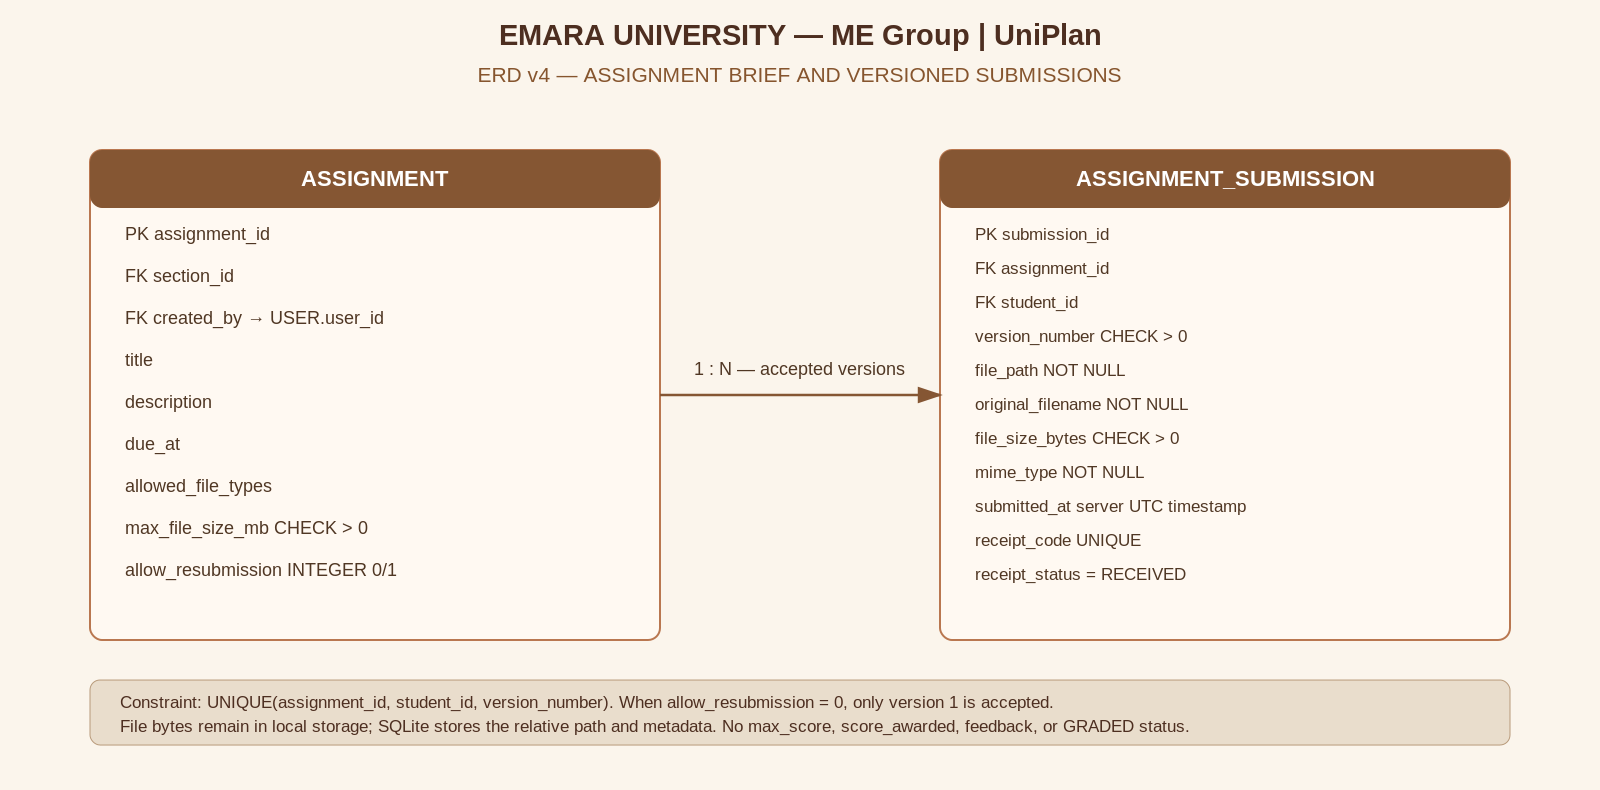 EMARA UNIVERSITY — ME Group | UniPlan
ERD v4 — ASSIGNMENT BRIEF AND VERSIONED SUBMISSIONS
ASSIGNMENT
PK assignment_id
FK section_id
FK created_by → USER.user_id
title
description
due_at
allowed_file_types
max_file_size_mb CHECK > 0
allow_resubmission INTEGER 0/1
1 : N — accepted versions
ASSIGNMENT_SUBMISSION
PK submission_id
FK assignment_id
FK student_id
version_number CHECK > 0
file_path NOT NULL
original_filename NOT NULL
file_size_bytes CHECK > 0
mime_type NOT NULL
submitted_at server UTC timestamp
receipt_code UNIQUE
receipt_status = RECEIVED
Constraint: UNIQUE(assignment_id, student_id, version_number). When allow_resubmission = 0, only version 1 is accepted.
File bytes remain in local storage; SQLite stores the relative path and metadata. No max_score, score_awarded, feedback, or GRADED status.